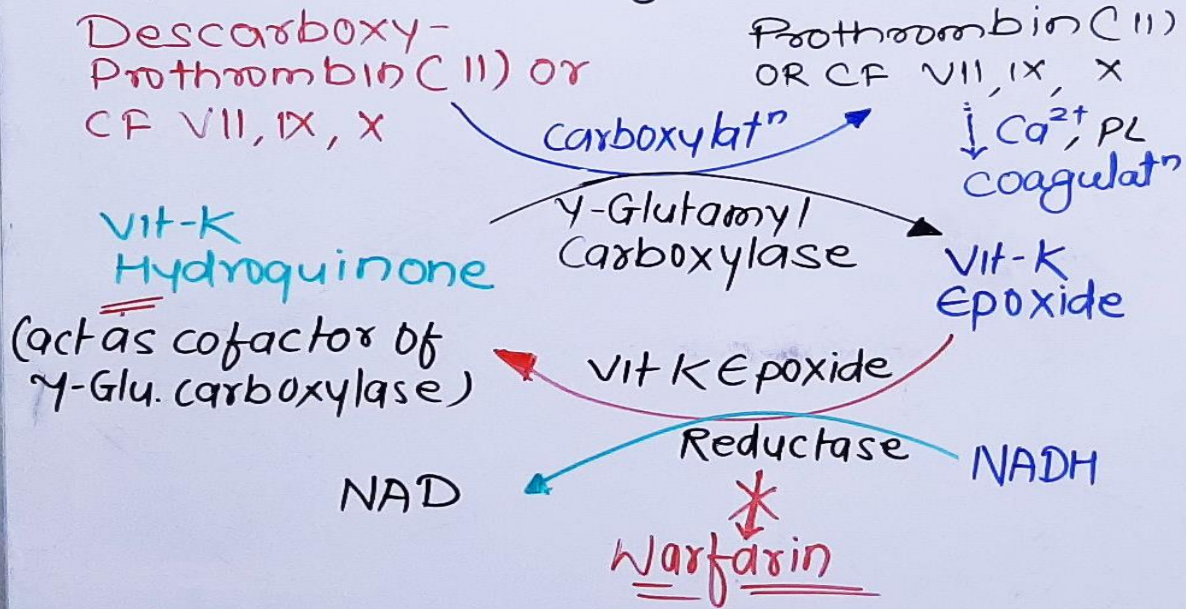 Descarboxy-
Prothrombin(II) or
CF VII, IX, X
Prothrombin(II)
OR CF VII, IX, X
Ca²⁺, PL
Coagulatⁿ
Carboxylatⁿ
γ-Glutamyl
Carboxylase
Vit-K
Hydroquinone
(act as cofactor of
γ-Glu. carboxylase)
Vit-K
Epoxide
Vit K Epoxide
Reductase
NADH
NAD
Warfarin